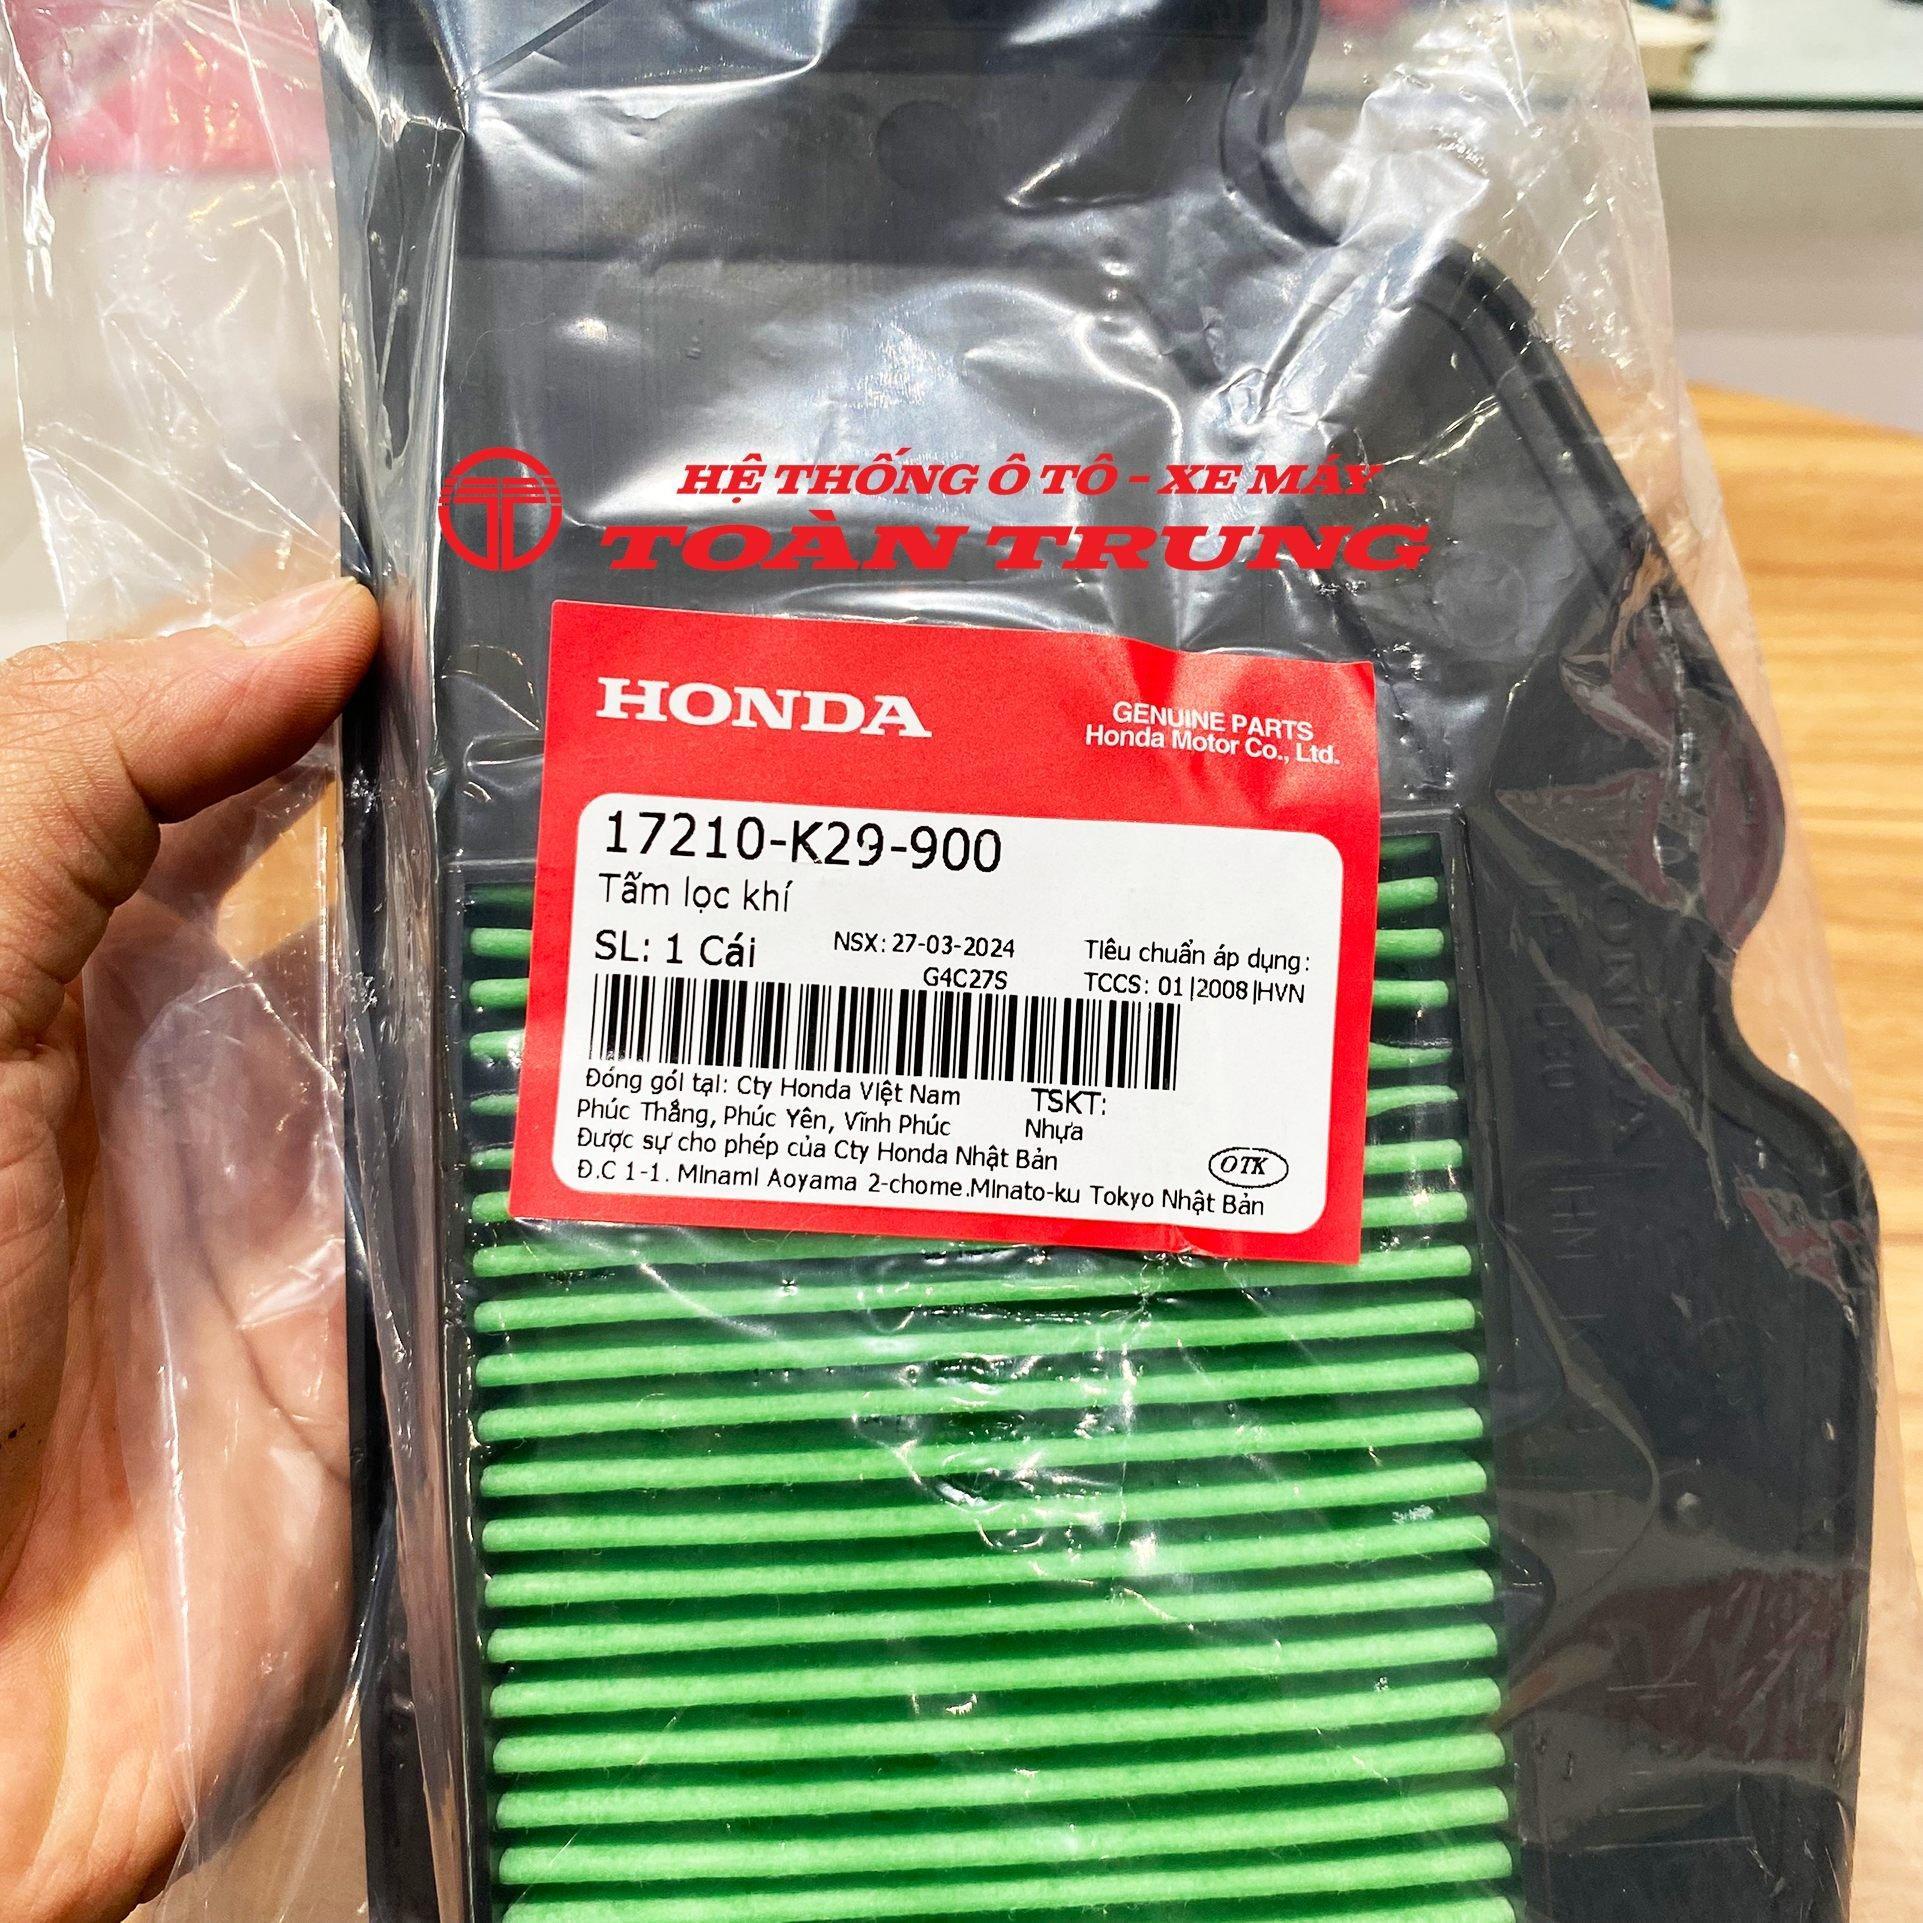 HỆ THỐNG Ô TÔ - XE MÁY
TOÀN TRUNG
HONDA
GENUINE PARTS
Honda Motor Co., Ltd.
17210-K29-900
Tấm lọc khí
SL: 1 Cái
NSX: 27-03-2024
G4C27S
Tiêu chuẩn áp dụng:
TCCS: 01|2008|HVN
Đóng gói tại: Cty Honda Việt Nam
Phúc Thắng, Phúc Yên, Vĩnh Phúc
TSKT:
Nhựa
Được sự cho phép của Cty Honda Nhật Bản
Đ.C 1-1. Minami Aoyama 2-chome.Minato-ku Tokyo Nhật Bản
OTK